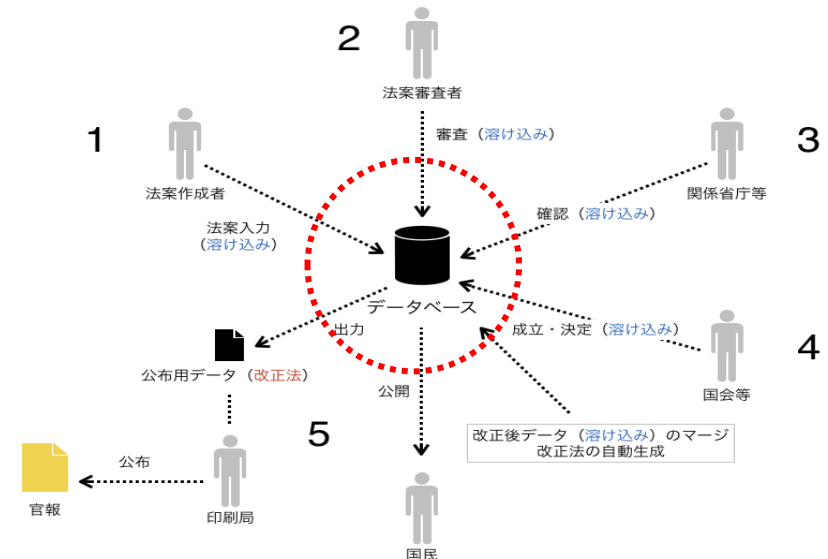 2
法案審査者
審査（溶け込み）
1
法案作成者
法案入力
（溶け込み）
3
関係省庁等
確認（溶け込み）
データベース
出力
成立・決定（溶け込み）
4
国会等
公布用データ（改正法）
公開
5
改正後データ（溶け込み）のマージ
改正法の自動生成
公布
官報
印刷局
国民